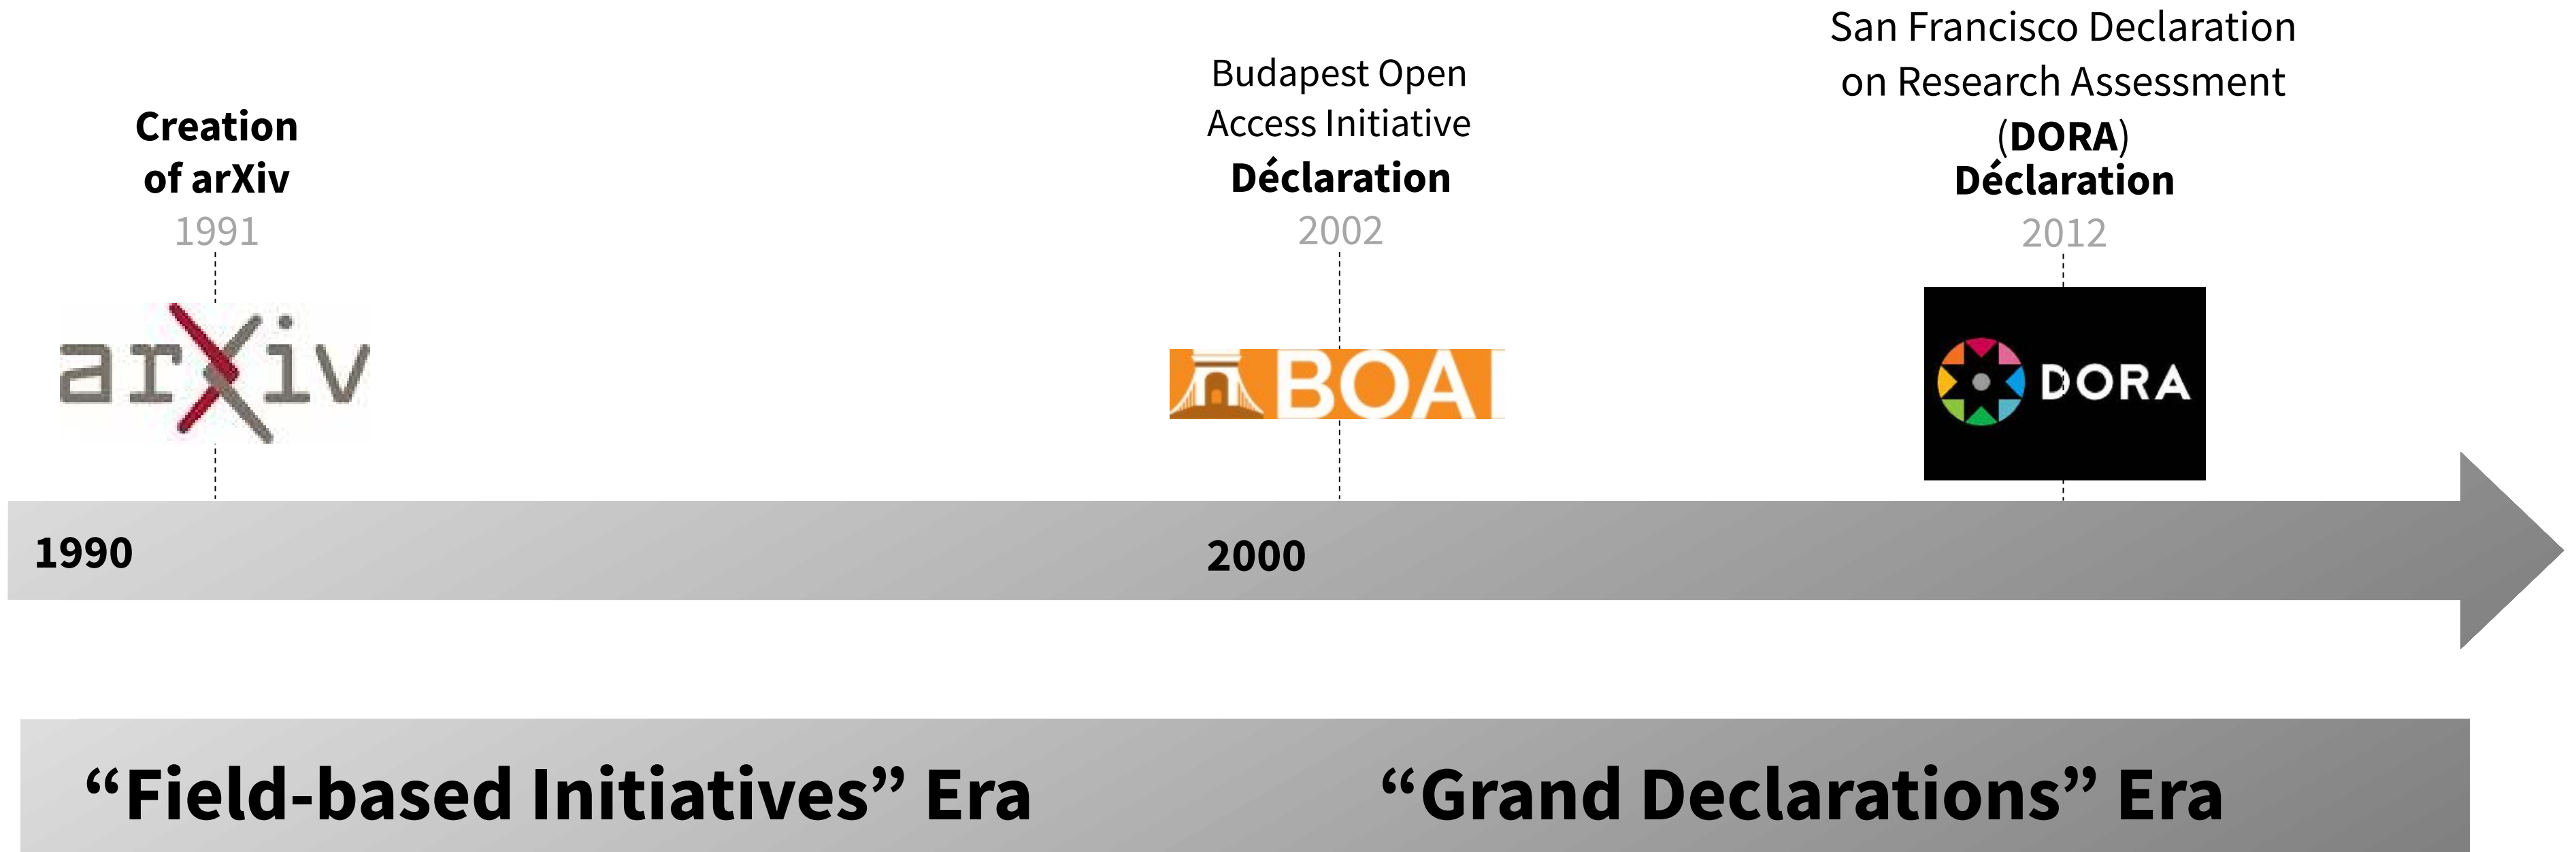 Creation
of arXiv
1991
arXiv
Budapest Open
Access Initiative
Déclaration
2002
BOA
San Francisco Declaration
on Research Assessment
(DORA)
Déclaration
2012
DORA
1990
2000
“Field-based Initiatives” Era
“Grand Declarations” Era